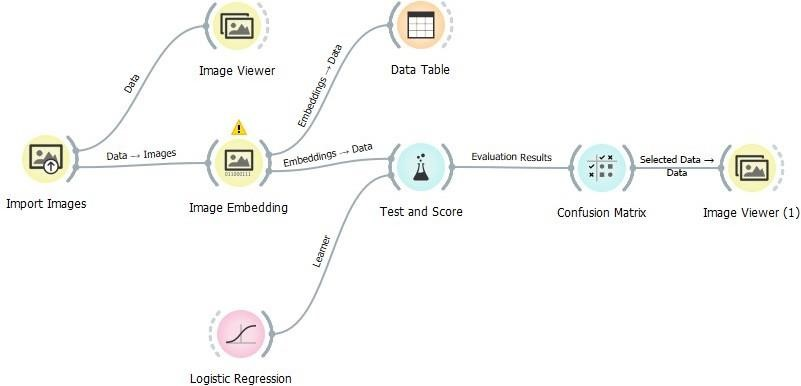 Data
Image Viewer
Embeddings → Data
Data Table
Import Images
Data → Images
011000111
Image Embedding
Embeddings → Data
Test and Score
Evaluation Results
Confusion Matrix
Selected Data →
Data
Image Viewer (1)
Learner
Logistic Regression